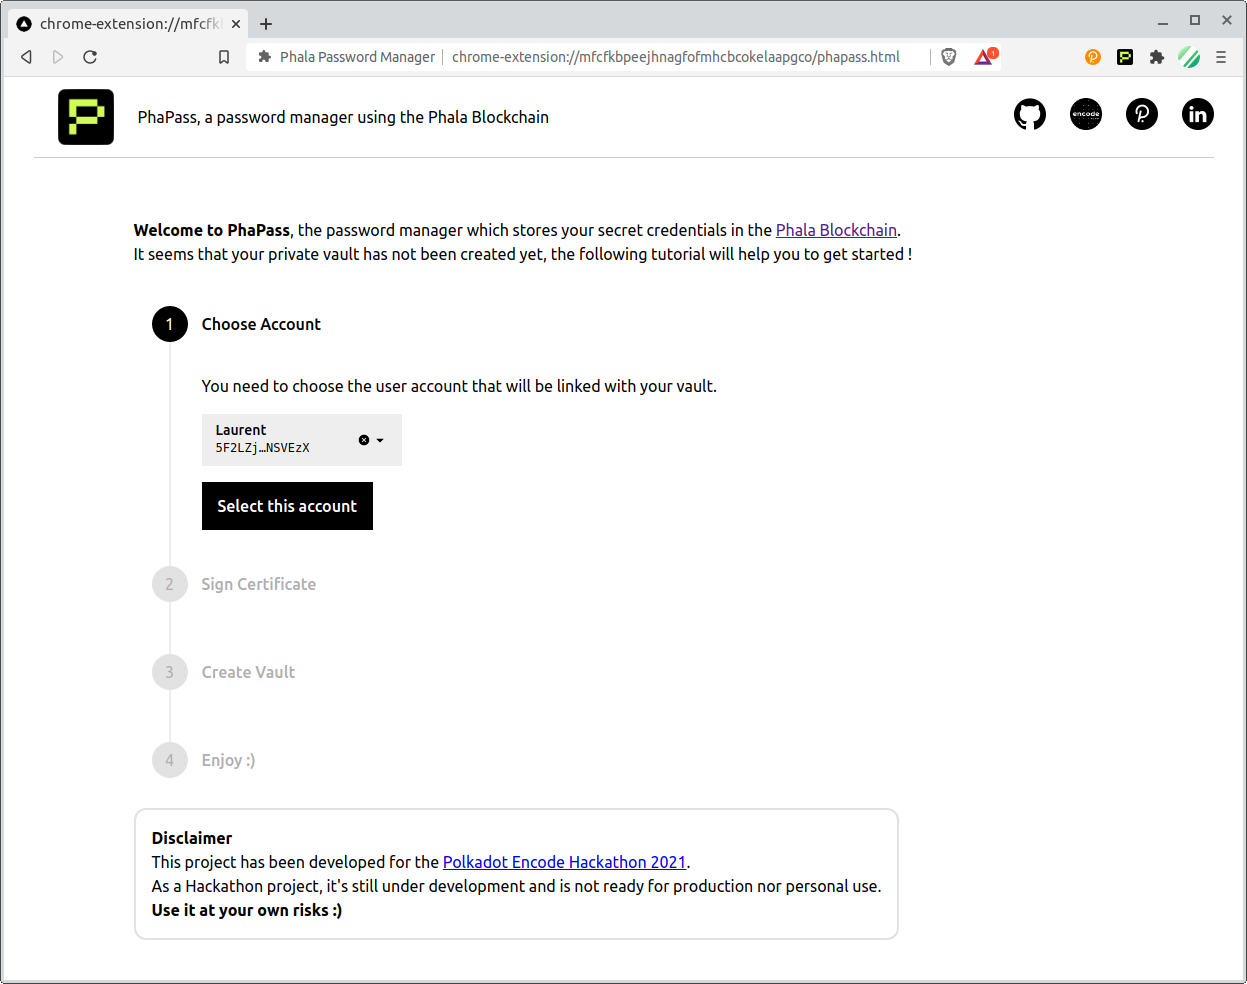 chrome-extension://mfcfk
Phala Password Manager
chrome-extension://mfcfkbpeejhnagfofmhcbcokelaapgco/phapass.html
1
PhaPass, a password manager using the Phala Blockchain
encode
Welcome to PhaPass, the password manager which stores your secret credentials in the Phala Blockchain.
It seems that your private vault has not been created yet, the following tutorial will help you to get started !
1 Choose Account
You need to choose the user account that will be linked with your vault.
Laurent
5F2LZj…NSVEzX
Select this account
2 Sign Certificate
3 Create Vault
4 Enjoy :)
Disclaimer
This project has been developed for the Polkadot Encode Hackathon 2021.
As a Hackathon project, it's still under development and is not ready for production nor personal use.
Use it at your own risks :)